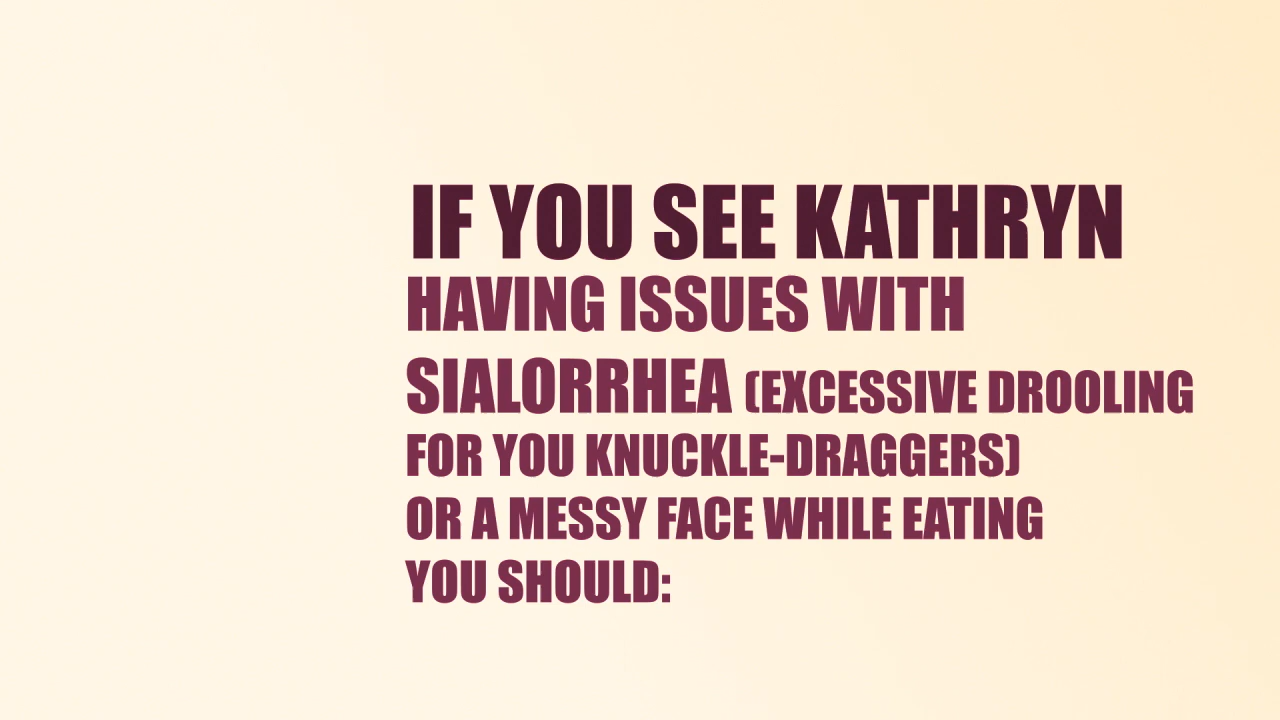 IF YOU SEE KATHRYN
HAVING ISSUES WITH
SIALORRHEA (EXCESSIVE DROOLING
FOR YOU KNUCKLE-DRAGGERS)
OR A MESSY FACE WHILE EATING
YOU SHOULD: